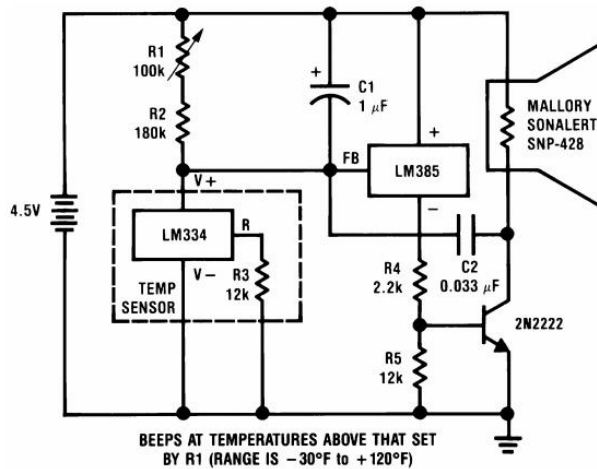 R1
100k
R2
180k
+
C1
1 μF
MALLORY
SONALERT
SNP-428
V+
FB
+
LM385
−
4.5V
LM334
R
V−
R3
12k
TEMP
SENSOR
R4
2.2k
C2
0.033 μF
2N2222
R5
12k
BEEPS AT TEMPERATURES ABOVE THAT SET
BY R1 (RANGE IS −30°F to +120°F)